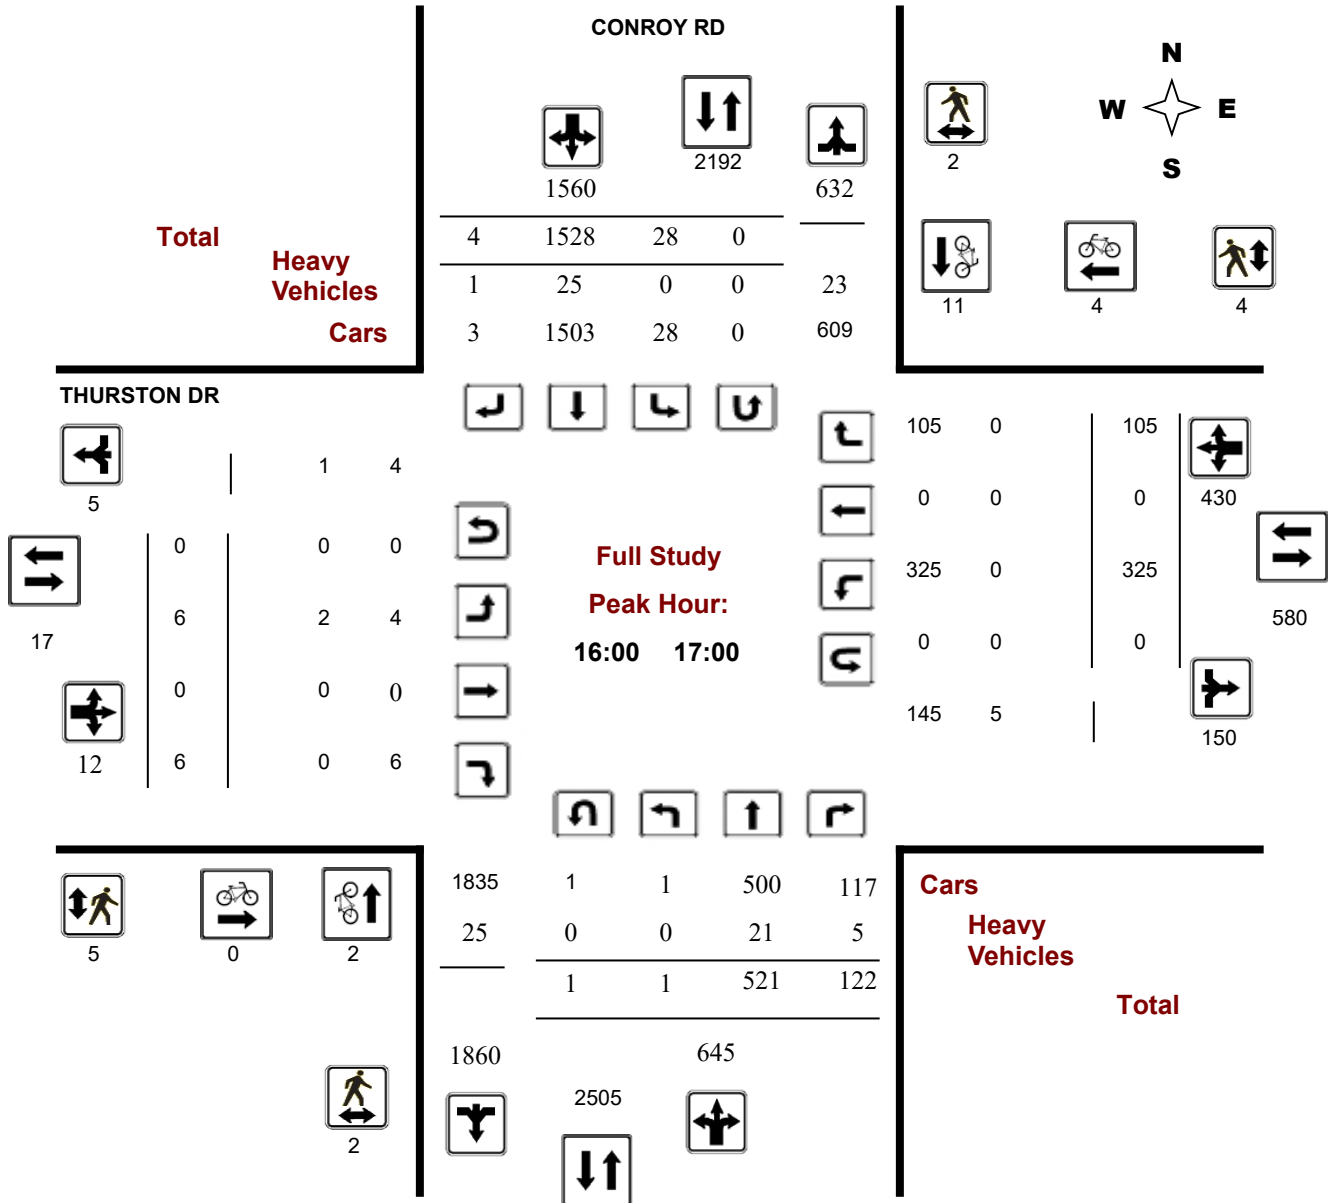 CONROY RD
N
W E
S
2192
2
1560 632
Total 4 1528 28 0
Heavy
Vehicles 1 25 0 0 23
11 4 4
Cars 3 1503 28 0 609
THURSTON DR
105 0 105
1 4
5
0 0 0 430
0 0 0
Full Study
325 0 325
Peak Hour:
6 2 4
580
17
16:00 17:00
0 0 0
0 0 0
145 5
150
12 6 0 6
1835 1 1 500 117
Cars
25 0 0 21 5
Heavy
Vehicles
5 0 2
1 1 521 122
Total
1860 645
2505
2